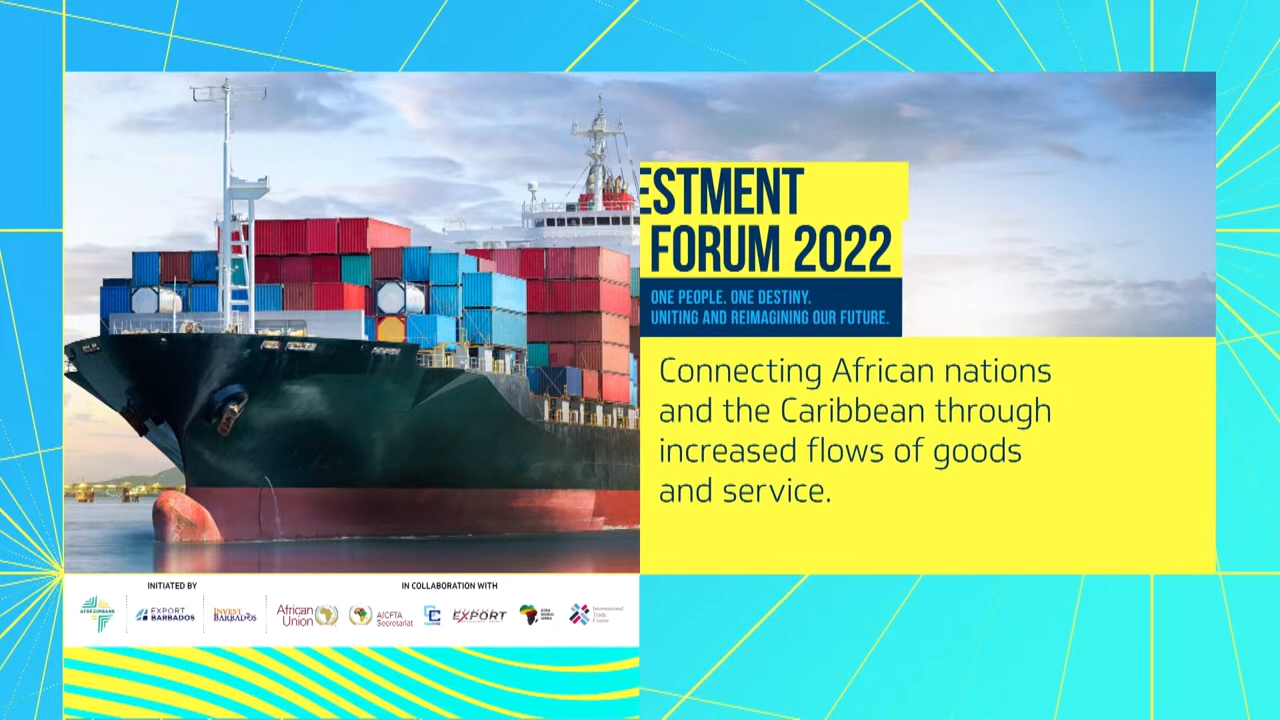 ESTMENT
FORUM 2022
ONE PEOPLE. ONE DESTINY.
UNITING AND REIMAGINING OUR FUTURE.
Connecting African nations
and the Caribbean through
increased flows of goods
and service.
INITIATED BY
IN COLLABORATION WITH
AFREXIMBANK
EXPORT
BARBADOS
INVEST
BARBADOS
African
Union
AfCFTA
Secretariat
EXPORT
International
Trade
Centre